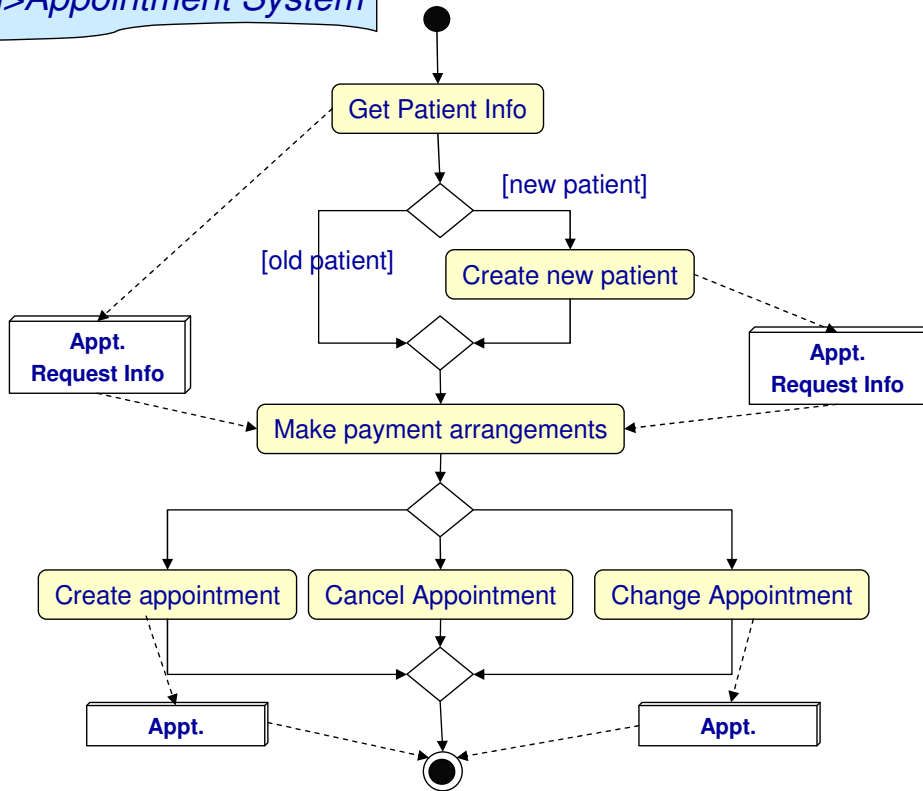 >Appointment System
Get Patient Info
[new patient]
[old patient]
Create new patient
Appt.
Request Info
Appt.
Request Info
Make payment arrangements
Create appointment
Cancel Appointment
Change Appointment
Appt.
Appt.